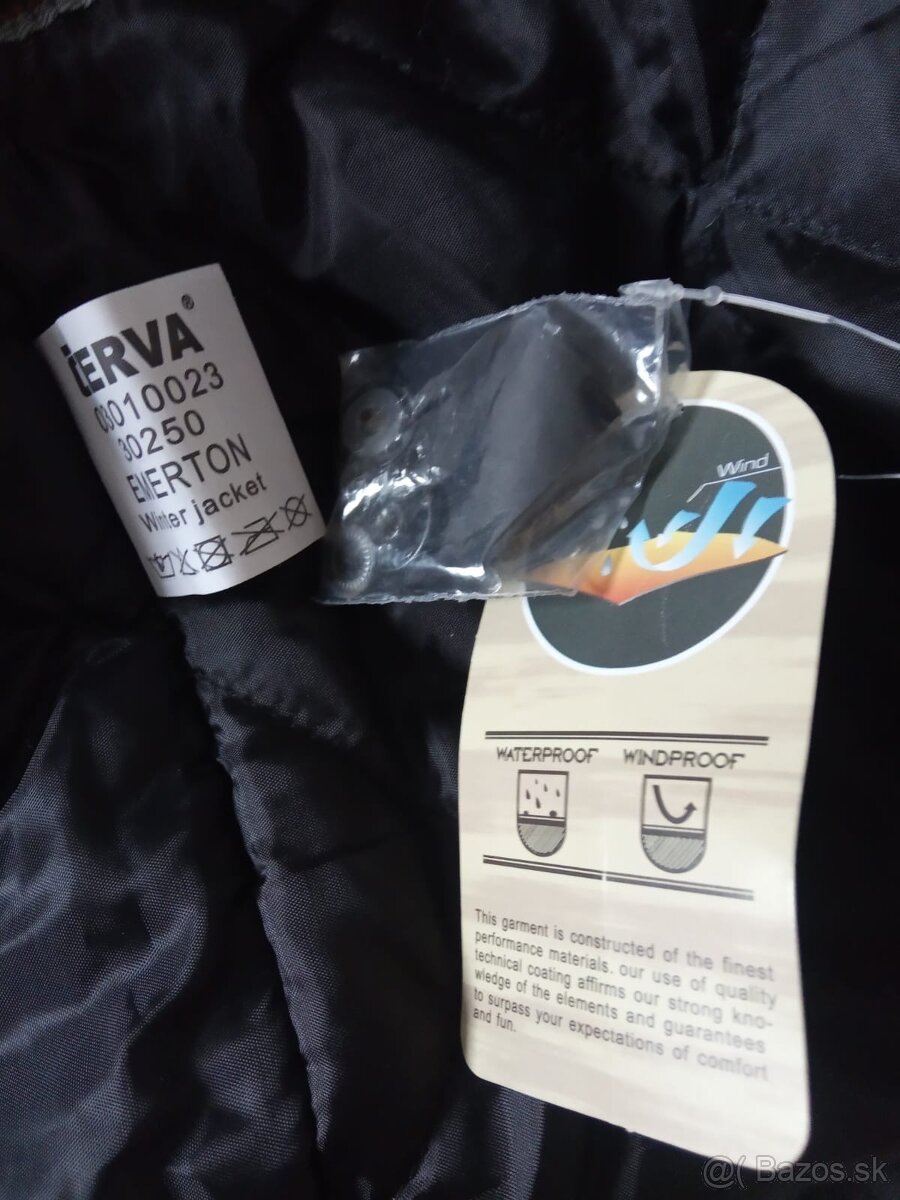 ČERVA®
03010023
30250
EMERTON
Winter jacket
Wind
WATERPROOF WINDPROOF
This garment is constructed of the finest
performance materials. our use of quality
technical coating affirms our strong kno-
wledge of the elements and guarantees
to surpass your expectations of comfort
and fun.
@( Bazos.sk